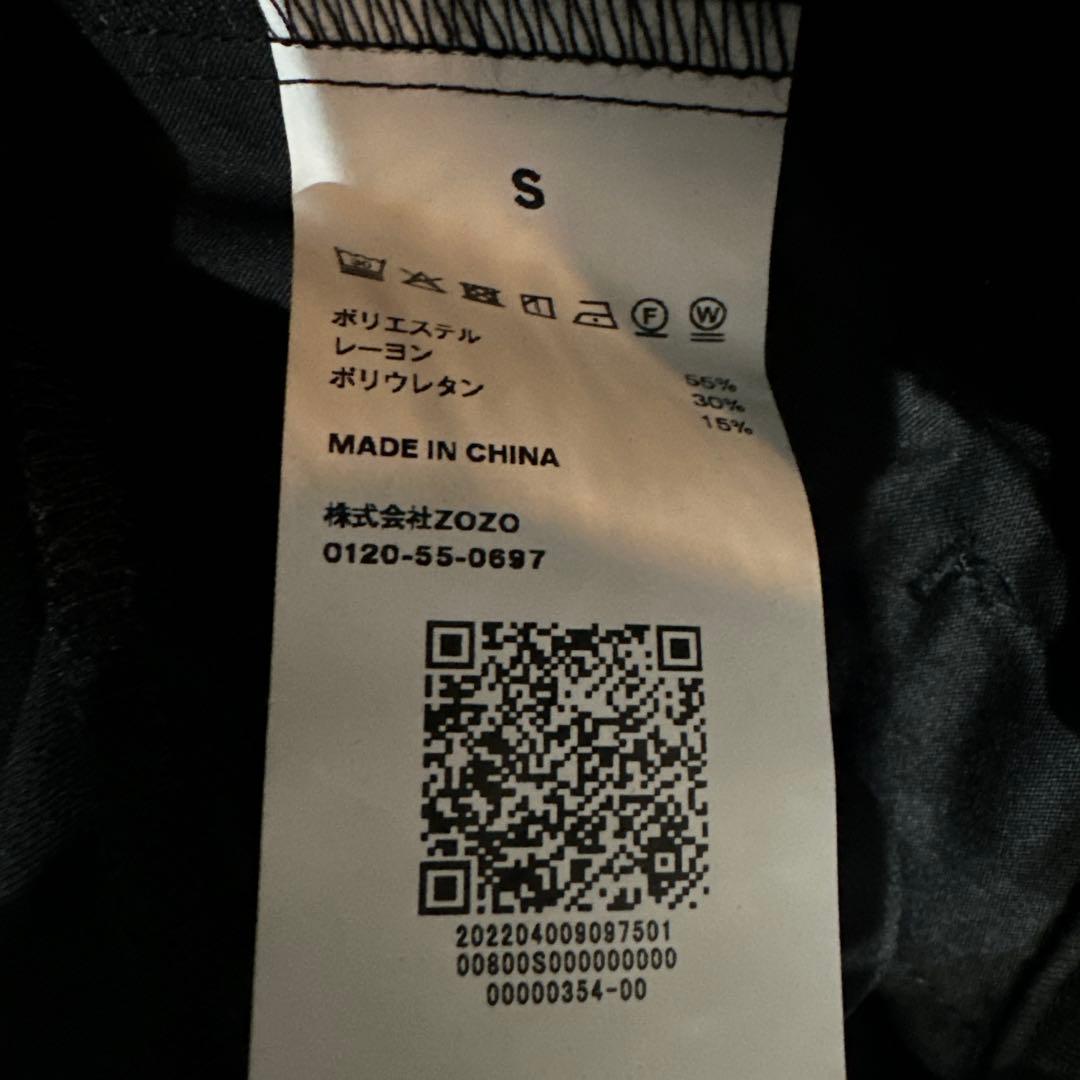 S
30
F W
ポリエステル 55%
レーヨン 30%
ポリウレタン 15%
MADE IN CHINA
株式会社ZOZO
0120-55-0697
202204009097501
00800S000000000
00000354-00